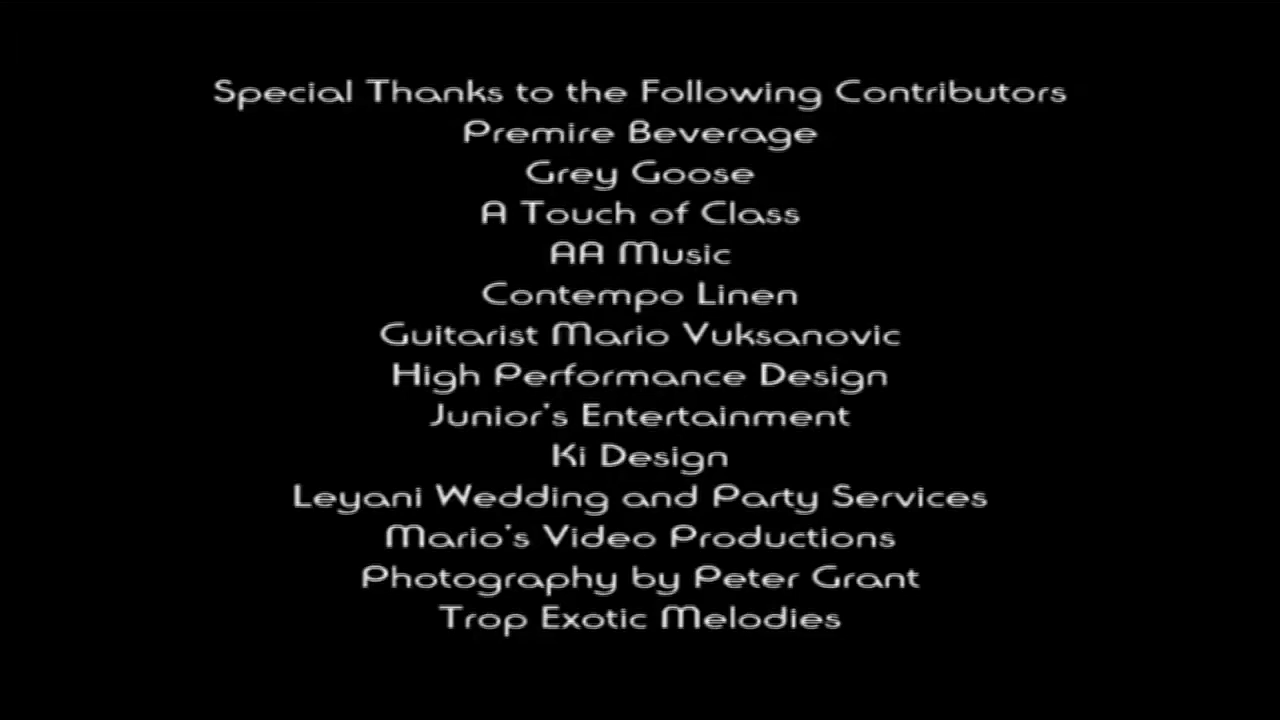 Special Thanks to the Following Contributors
Premire Beverage
Grey Goose
A Touch of Class
AA Music
Contempo Linen
Guitarist Mario Vuksanovic
High Performance Design
Junior's Entertainment
Ki Design
Leyani Wedding and Party Services
Mario's Video Productions
Photography by Peter Grant
Trop Exotic Melodies